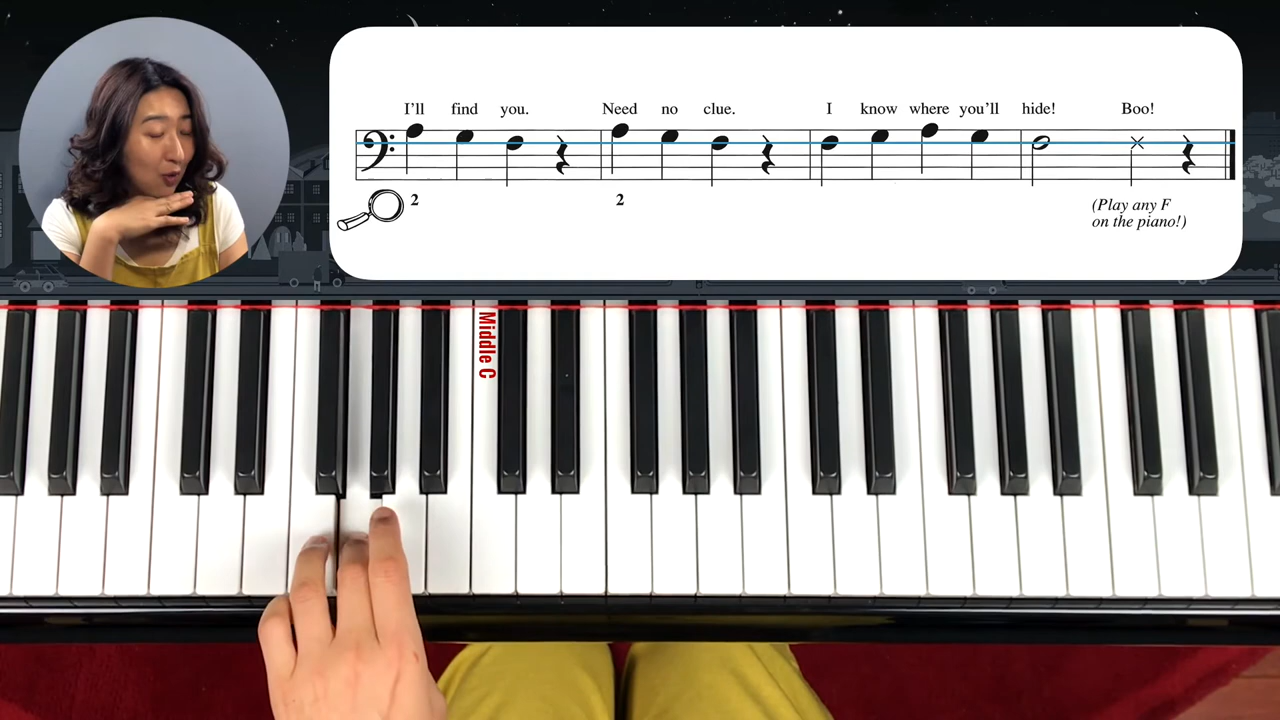 I'll find you. Need no clue. I know where you'll hide! Boo!
2 2
(Play any F
on the piano!)
Middle C